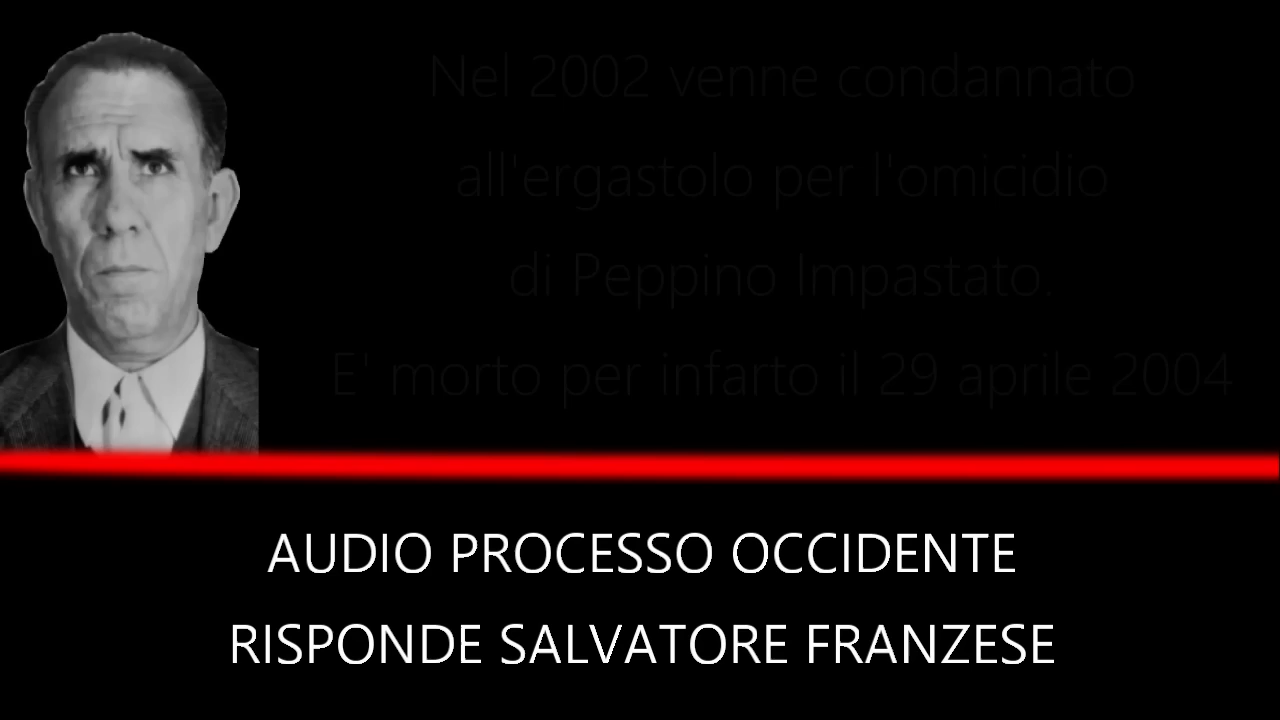 Nel 2002 venne condannato
all'ergastolo per l'omicidio
di Peppino Impastato.
E' morto per infarto il 29 aprile 2004
AUDIO PROCESSO OCCIDENTE
RISPONDE SALVATORE FRANZESE